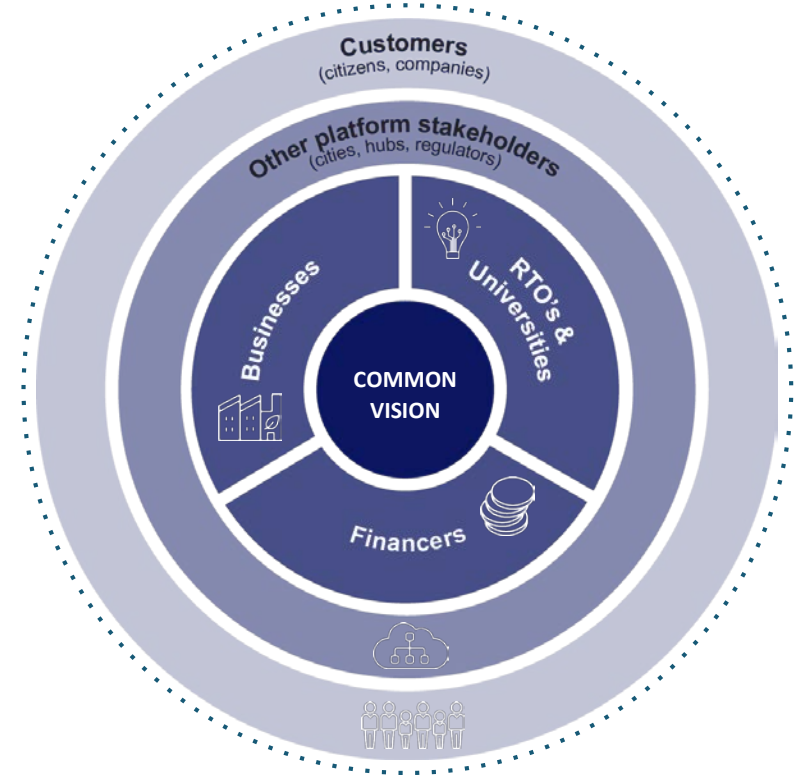 Customers
(citizens, companies)
Other platform stakeholders
(cities, hubs, regulators)
Businesses
RTO's &
Universities
COMMON
VISION
Financers